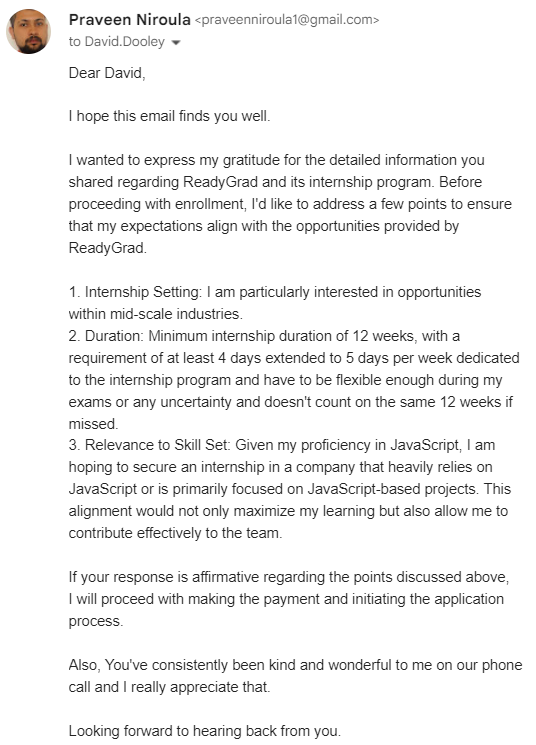 Praveen Niroula <praveenniroula1@gmail.com>
to David.Dooley
Dear David,
I hope this email finds you well.
I wanted to express my gratitude for the detailed information you
shared regarding ReadyGrad and its internship program. Before
proceeding with enrollment, I'd like to address a few points to ensure
that my expectations align with the opportunities provided by
ReadyGrad.
1. Internship Setting: I am particularly interested in opportunities
within mid-scale industries.
2. Duration: Minimum internship duration of 12 weeks, with a
requirement of at least 4 days extended to 5 days per week dedicated
to the internship program and have to be flexible enough during my
exams or any uncertainty and doesn't count on the same 12 weeks if
missed.
3. Relevance to Skill Set: Given my proficiency in JavaScript, I am
hoping to secure an internship in a company that heavily relies on
JavaScript or is primarily focused on JavaScript-based projects. This
alignment would not only maximize my learning but also allow me to
contribute effectively to the team.
If your response is affirmative regarding the points discussed above,
I will proceed with making the payment and initiating the application
process.
Also, You've consistently been kind and wonderful to me on our phone
call and I really appreciate that.
Looking forward to hearing back from you.